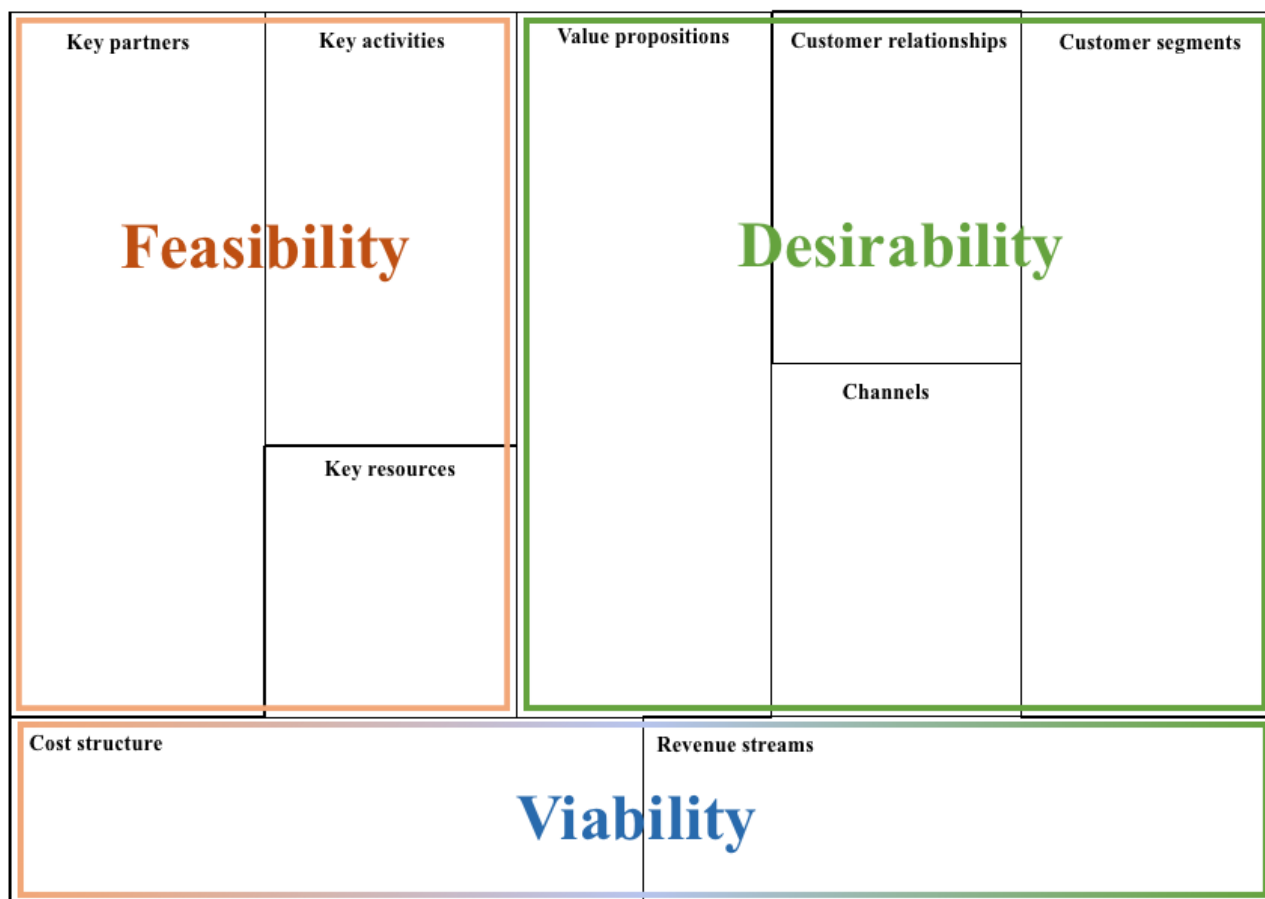 Key partners
Key activities
Value propositions
Customer relationships
Customer segments
Feasibility
Desirability
Channels
Key resources
Cost structure
Revenue streams
Viability